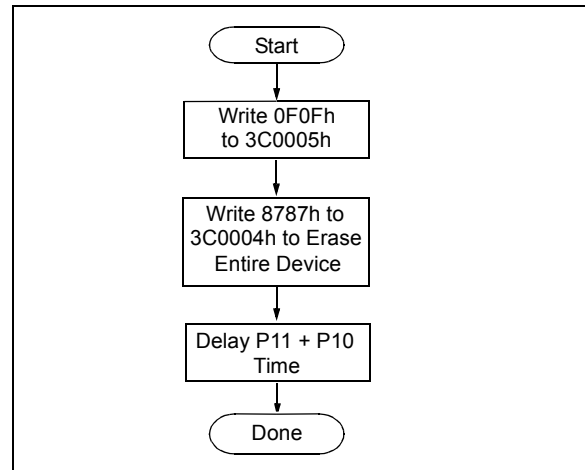 Start
Write 0F0Fh
to 3C0005h
Write 8787h to
3C0004h to Erase
Entire Device
Delay P11 + P10
Time
Done